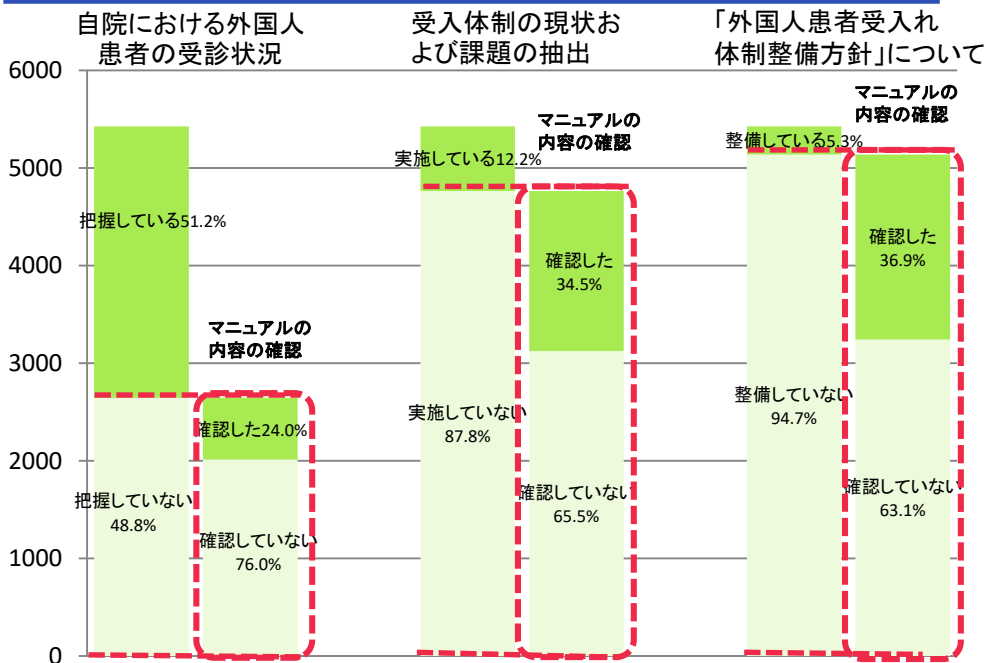 自院における外国人
患者の受診状況
受入体制の現状お
よび課題の抽出
「外国人患者受入れ
体制整備方針」について
6000
5000
4000
3000
2000
1000
0
把握している51.2%
把握していない
48.8%
マニュアルの
内容の確認
確認した24.0%
確認していない
76.0%
実施している12.2%
実施していない
87.8%
マニュアルの
内容の確認
確認した
34.5%
確認していない
65.5%
整備している5.3%
整備していない
94.7%
マニュアルの
内容の確認
確認した
36.9%
確認していない
63.1%